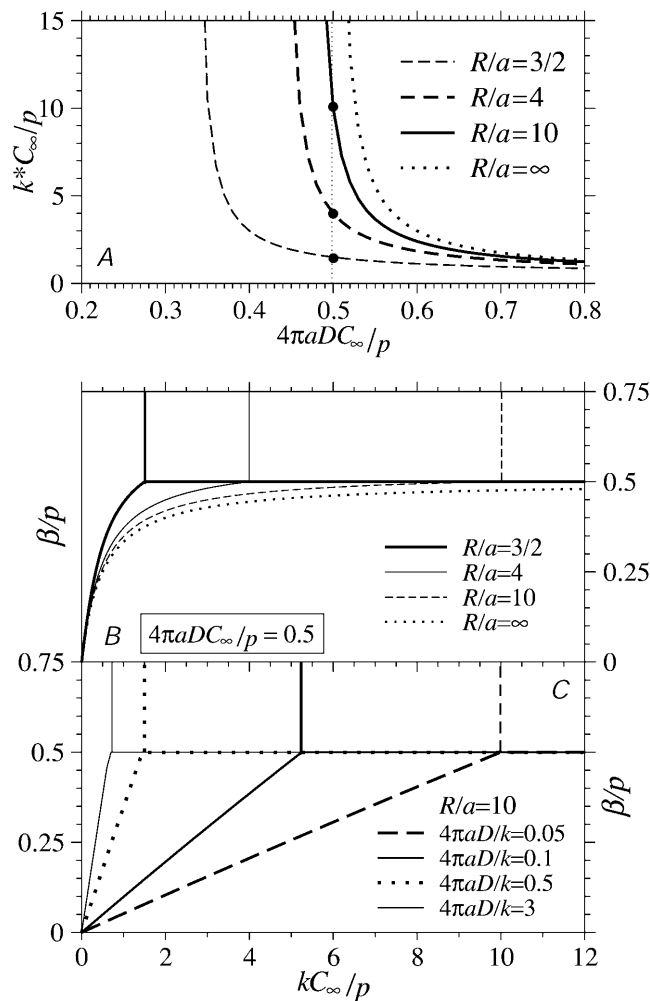 15
10
5
0
k*C∞/p
A
R/a=3/2
R/a=4
R/a=10
R/a=∞
0.2 0.3 0.4 0.5 0.6 0.7 0.8
4πaDC∞/p
0.75
0.5
0.25
0
β/p
R/a=3/2
R/a=4
R/a=10
R/a=∞
B
4πaDC∞/p = 0.5
0.75
0.5
0.25
0
C
β/p
R/a=10
4πaD/k=0.05
4πaD/k=0.1
4πaD/k=0.5
4πaD/k=3
0 2 4 6 8 10 12
kC∞/p